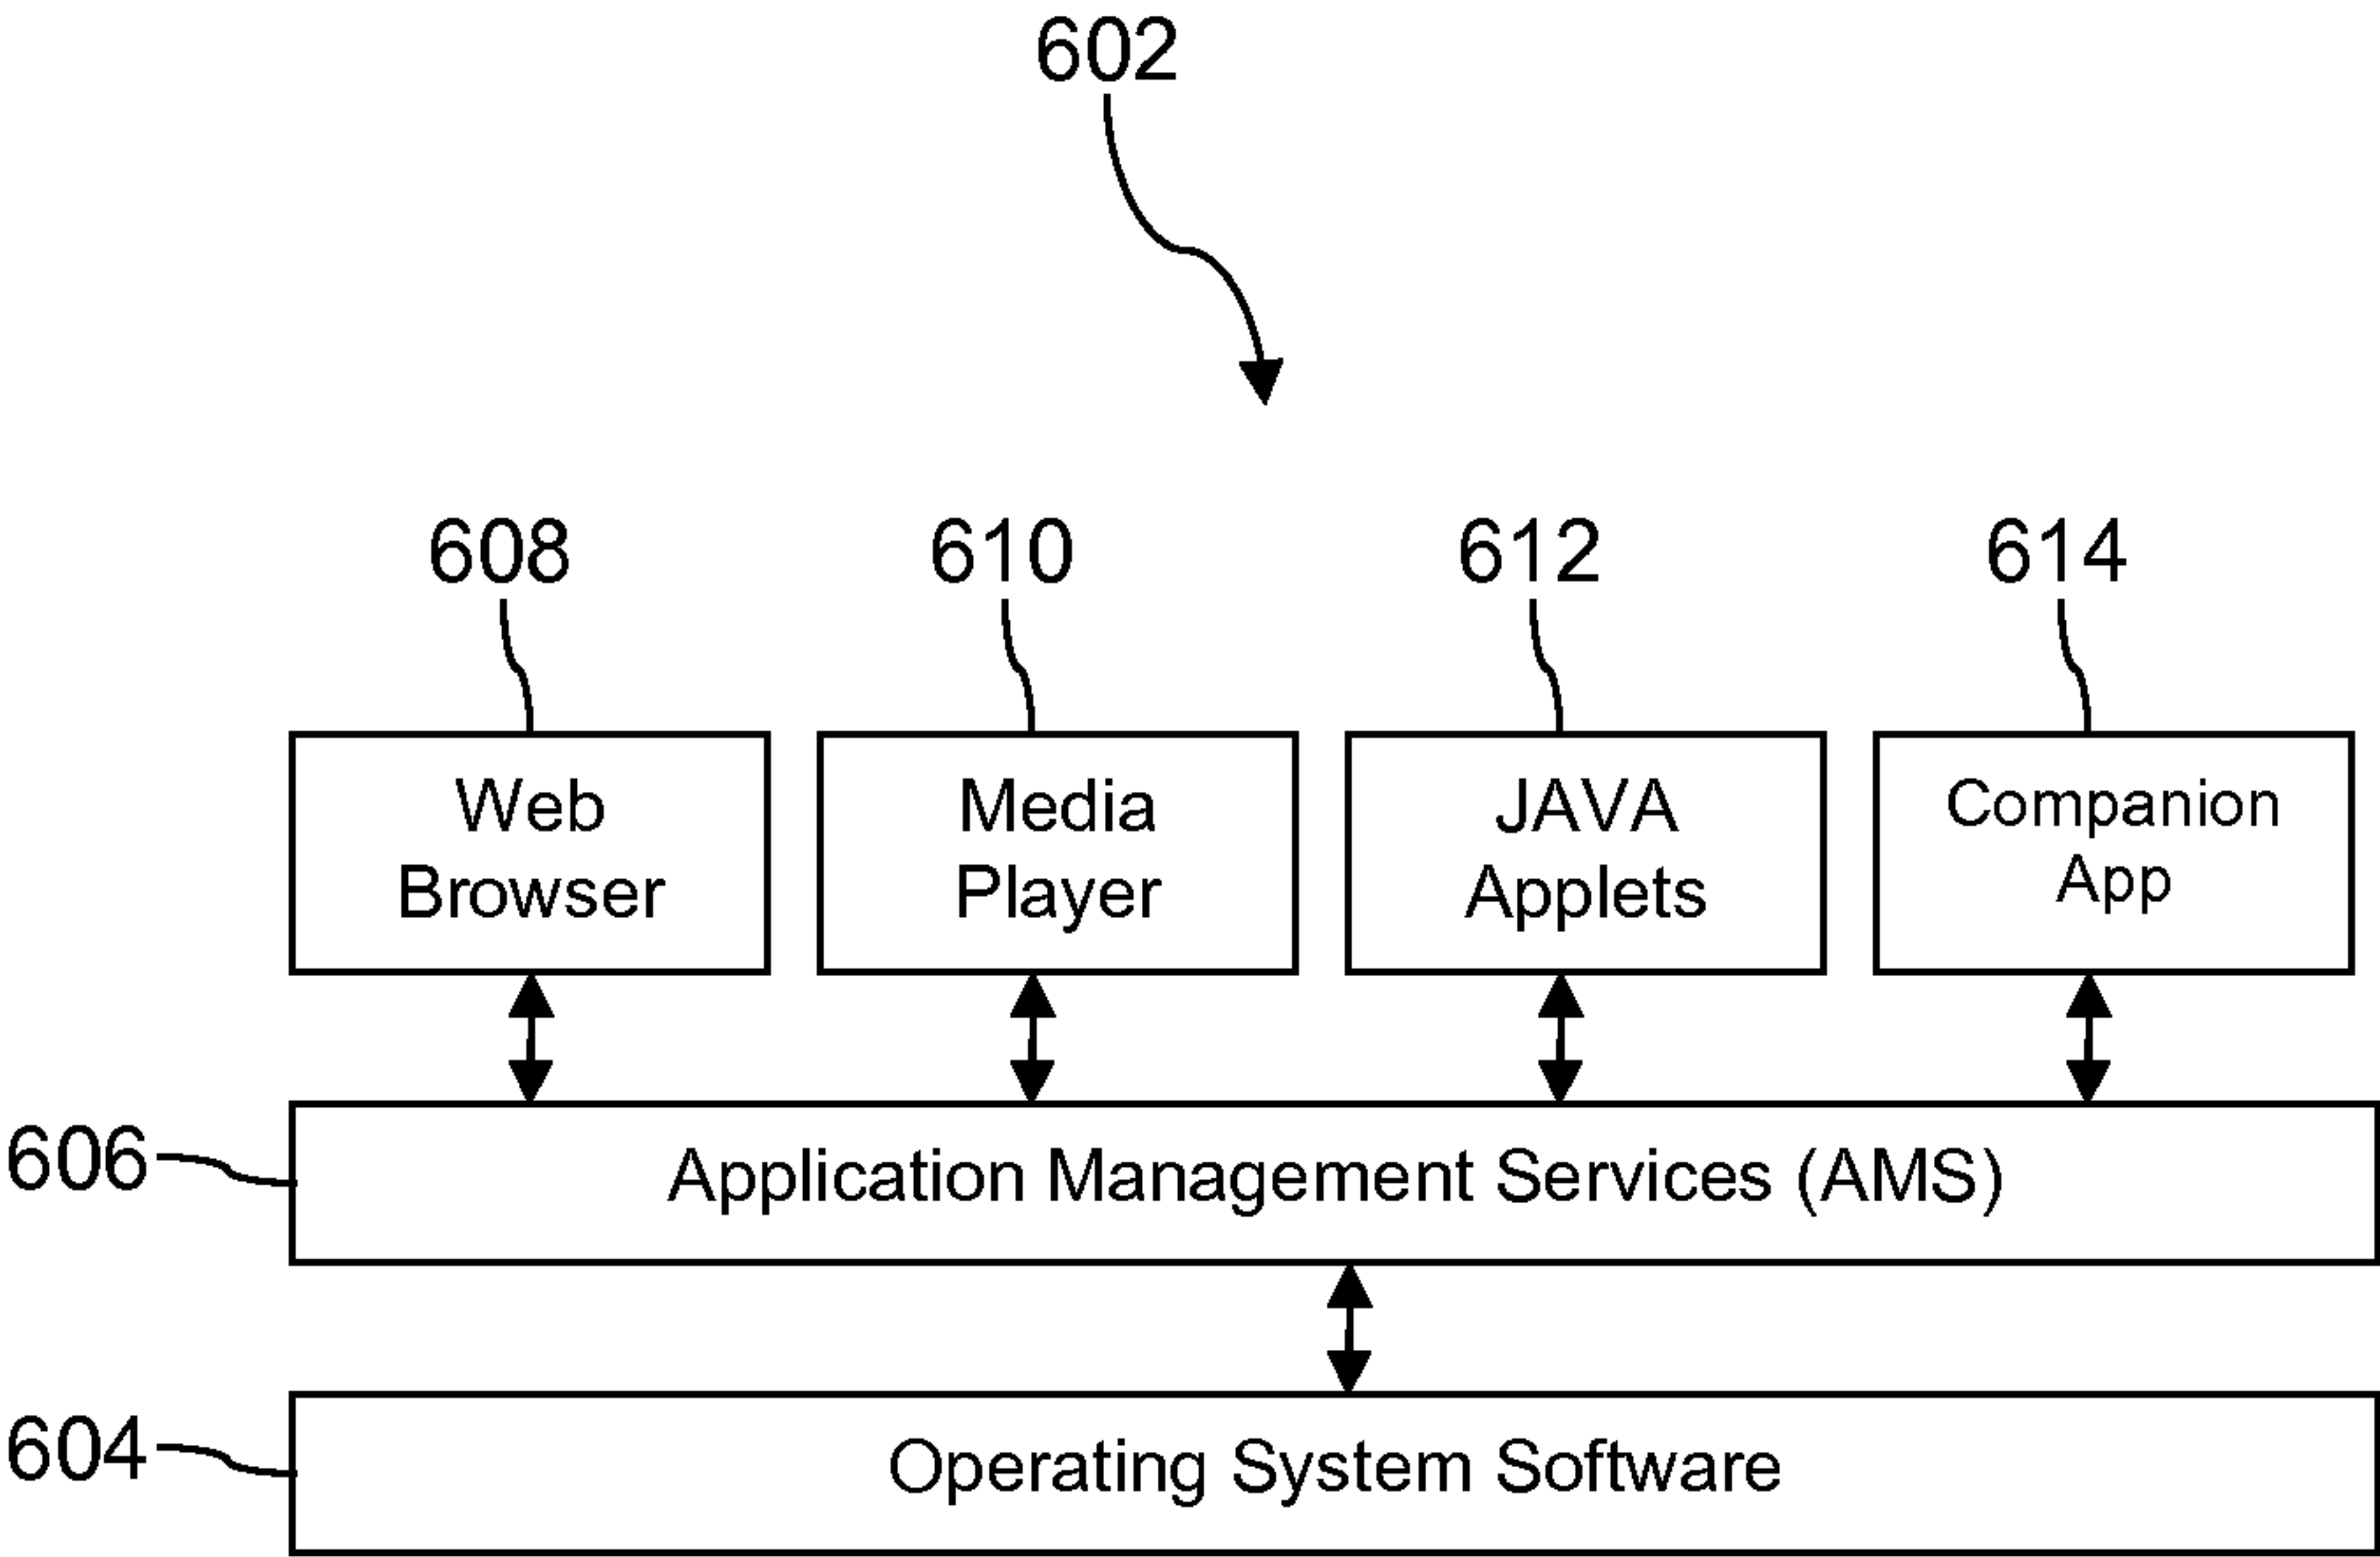 602
608
610
612
614
Web
Browser
Media
Player
JAVA
Applets
Companion
App
606
Application Management Services (AMS)
604
Operating System Software